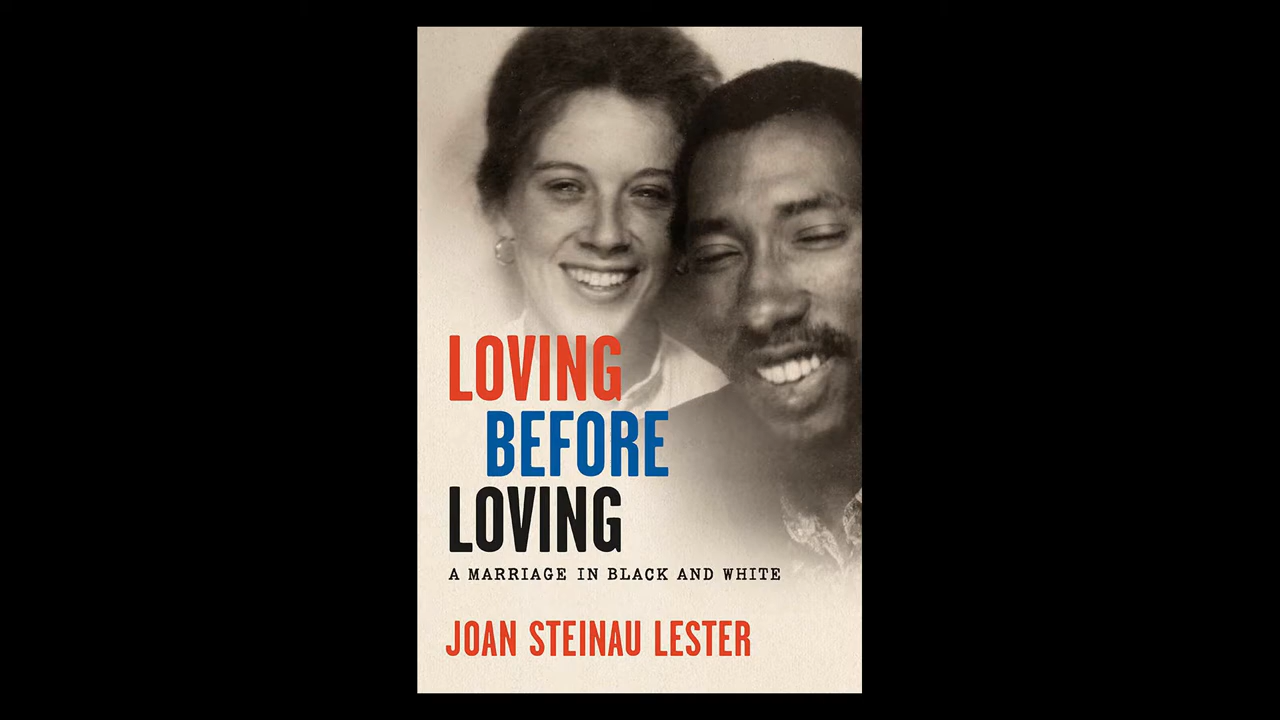 LOVING
BEFORE
LOVING
A MARRIAGE IN BLACK AND WHITE
JOAN STEINAU LESTER